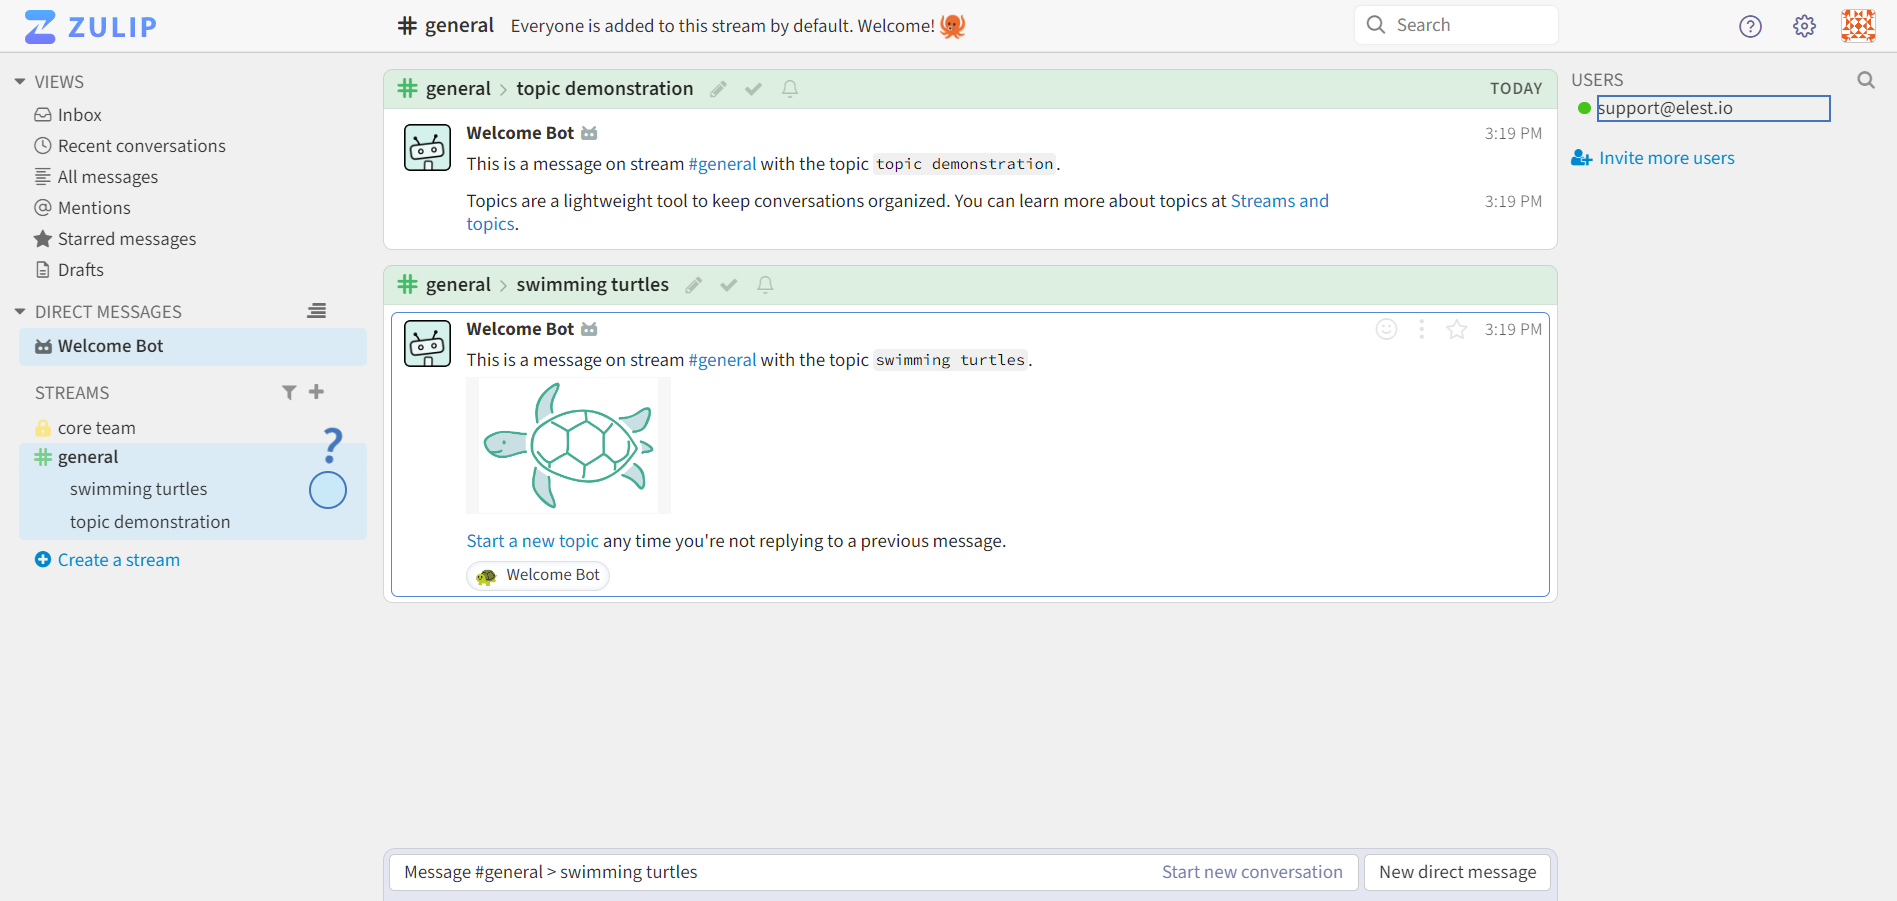 ZULIP
general Everyone is added to this stream by default. Welcome!
Search
VIEWS
Inbox
Recent conversations
All messages
Mentions
Starred messages
Drafts
DIRECT MESSAGES
Welcome Bot
STREAMS
core team
general
swimming turtles
topic demonstration
Create a stream
?
general > topic demonstration
TODAY
Welcome Bot
3:19 PM
This is a message on stream #general with the topic topic demonstration.
Topics are a lightweight tool to keep conversations organized. You can learn more about topics at Streams and
topics.
3:19 PM
general > swimming turtles
Welcome Bot
3:19 PM
This is a message on stream #general with the topic swimming turtles.
Start a new topic any time you're not replying to a previous message.
Welcome Bot
Message #general > swimming turtles
Start new conversation
New direct message
USERS
support@elest.io
Invite more users